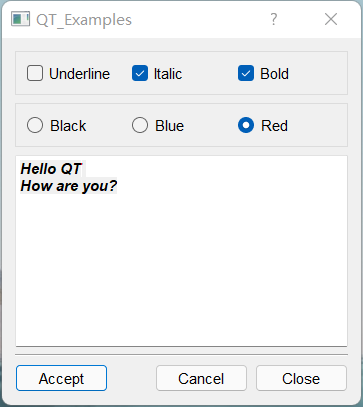 QT_Examples
Underline Italic Bold
Black Blue Red
Hello QT
How are you?
Accept Cancel Close